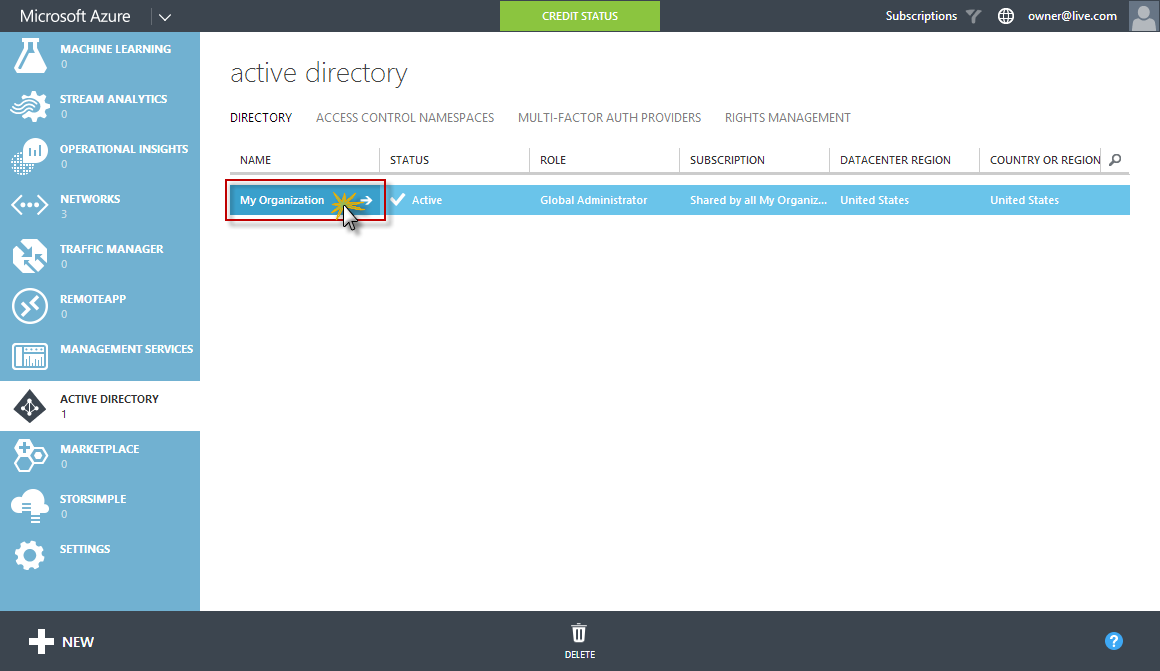 Microsoft Azure
CREDIT STATUS
Subscriptions
owner@live.com
MACHINE LEARNING
0
STREAM ANALYTICS
0
OPERATIONAL INSIGHTS
0
NETWORKS
3
TRAFFIC MANAGER
0
REMOTEAPP
0
MANAGEMENT SERVICES
ACTIVE DIRECTORY
1
MARKETPLACE
0
STORSIMPLE
0
SETTINGS
active directory
DIRECTORY ACCESS CONTROL NAMESPACES MULTI-FACTOR AUTH PROVIDERS RIGHTS MANAGEMENT
NAME STATUS ROLE SUBSCRIPTION DATACENTER REGION COUNTRY OR REGION
My Organization Active Global Administrator Shared by all My Organiz... United States United States
NEW
DELETE
?